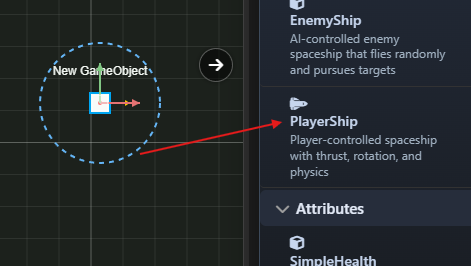 New GameObject
EnemyShip
AI-controlled enemy
spaceship that flies randomly
and pursues targets
PlayerShip
Player-controlled spaceship
with thrust, rotation, and
physics
Attributes
SimpleHealth